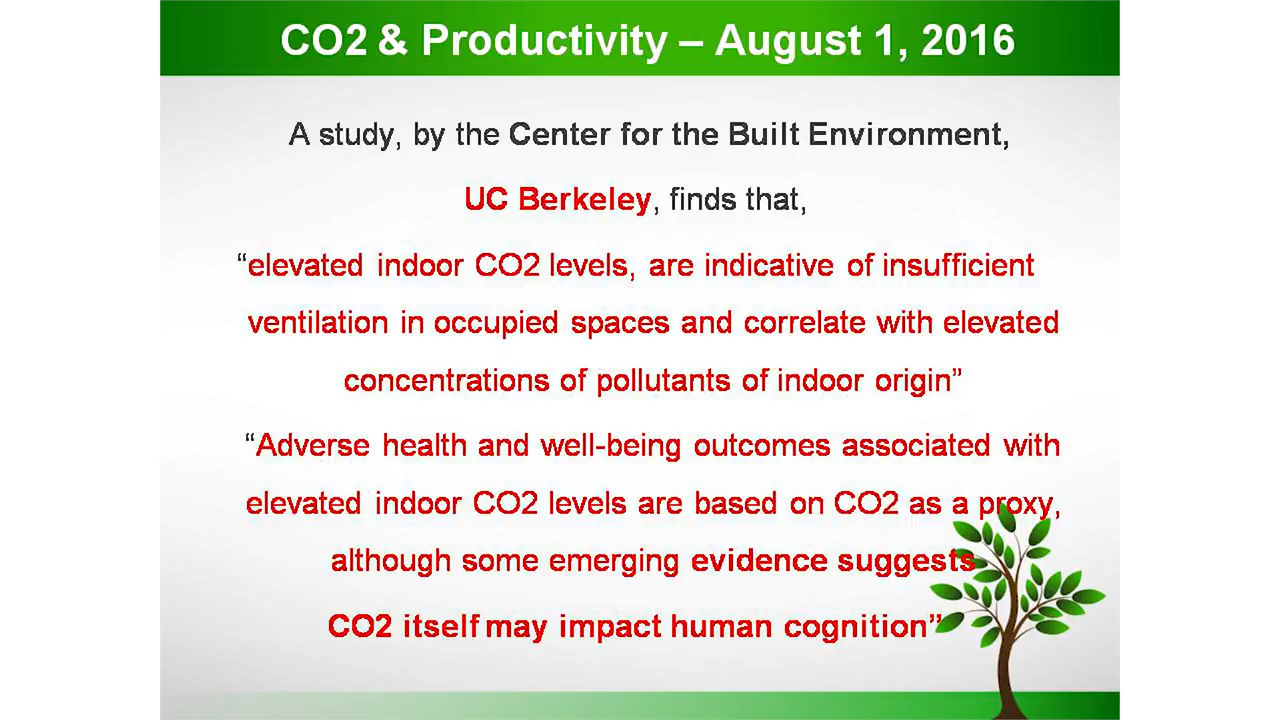 CO2 & Productivity – August 1, 2016
A study, by the Center for the Built Environment,
UC Berkeley, finds that,
“elevated indoor CO2 levels, are indicative of insufficient
ventilation in occupied spaces and correlate with elevated
concentrations of pollutants of indoor origin”
“Adverse health and well-being outcomes associated with
elevated indoor CO2 levels are based on CO2 as a proxy,
although some emerging evidence suggests
CO2 itself may impact human cognition”